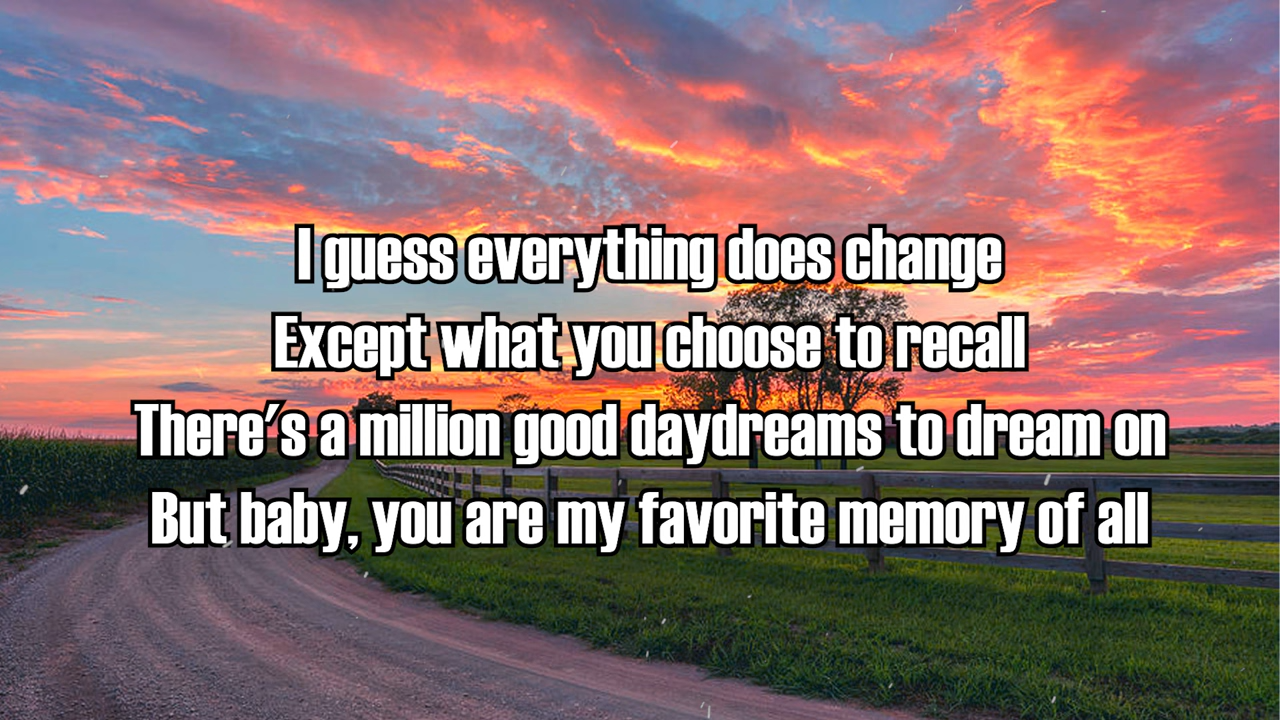 I guess everything does change
Except what you choose to recall
There's a million good daydreams to dream on
But baby, you are my favorite memory of all